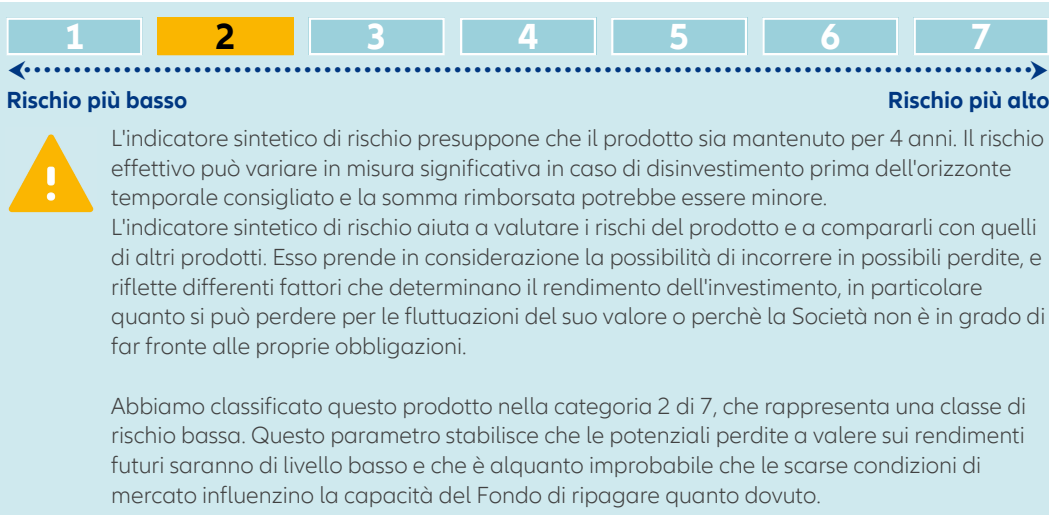 1 2 3 4 5 6 7
Rischio più basso Rischio più alto
L'indicatore sintetico di rischio presuppone che il prodotto sia mantenuto per 4 anni. Il rischio
effettivo può variare in misura significativa in caso di disinvestimento prima dell'orizzonte
temporale consigliato e la somma rimborsata potrebbe essere minore.
L'indicatore sintetico di rischio aiuta a valutare i rischi del prodotto e a compararli con quelli
di altri prodotti. Esso prende in considerazione la possibilità di incorrere in possibili perdite, e
riflette differenti fattori che determinano il rendimento dell'investimento, in particolare
quanto si può perdere per le fluttuazioni del suo valore o perchè la Società non è in grado di
far fronte alle proprie obbligazioni.
Abbiamo classificato questo prodotto nella categoria 2 di 7, che rappresenta una classe di
rischio bassa. Questo parametro stabilisce che le potenziali perdite a valere sui rendimenti
futuri saranno di livello basso e che è alquanto improbabile che le scarse condizioni di
mercato influenzino la capacità del Fondo di ripagare quanto dovuto.